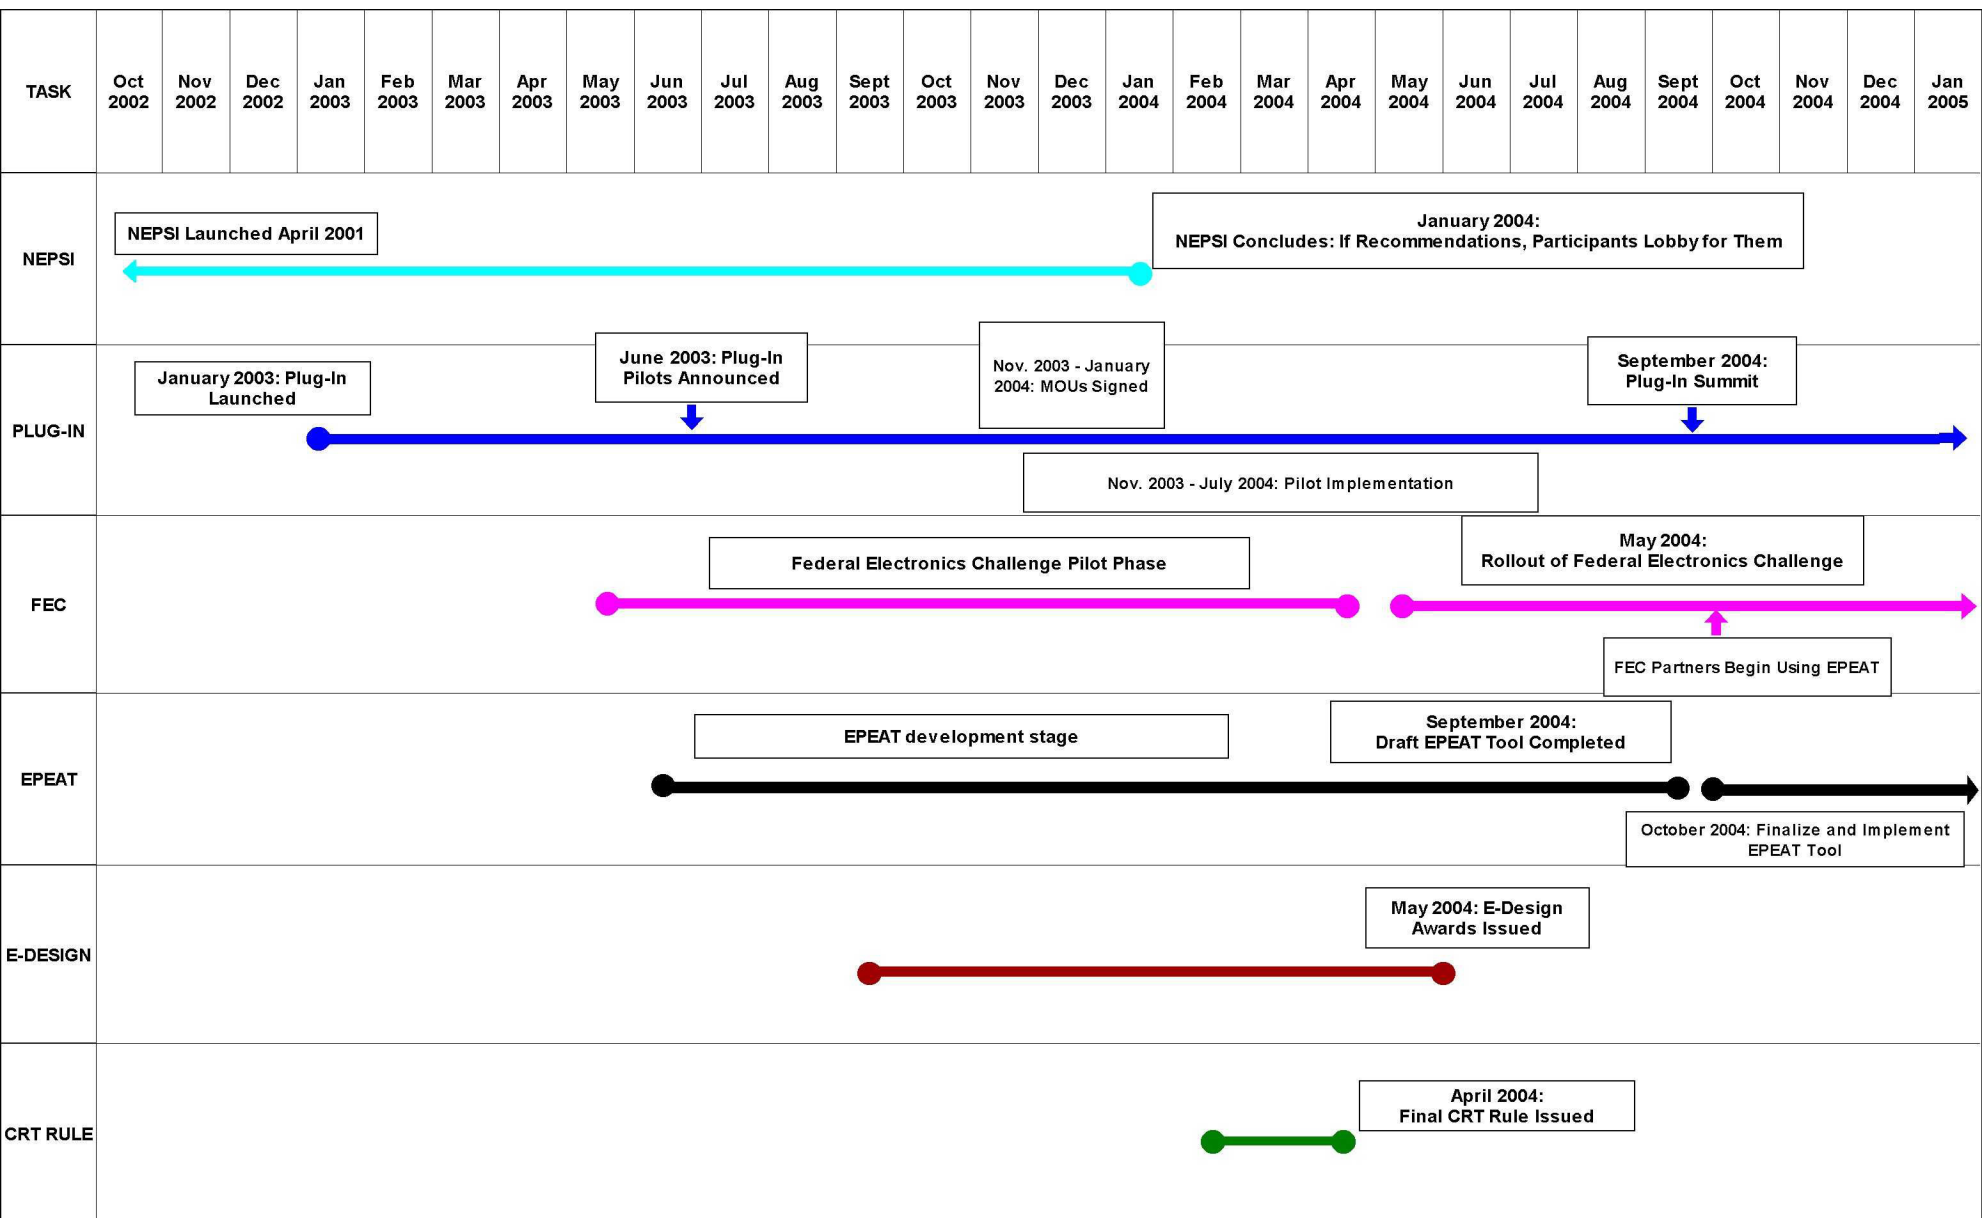 TASK
Oct
2002
Nov
2002
Dec
2002
Jan
2003
Feb
2003
Mar
2003
Apr
2003
May
2003
Jun
2003
Jul
2003
Aug
2003
Sept
2003
Oct
2003
Nov
2003
Dec
2003
Jan
2004
Feb
2004
Mar
2004
Apr
2004
May
2004
Jun
2004
Jul
2004
Aug
2004
Sept
2004
Oct
2004
Nov
2004
Dec
2004
Jan
2005
NEPSI
NEPSI Launched April 2001
January 2004:
NEPSI Concludes: If Recommendations, Participants Lobby for Them
PLUG-IN
January 2003: Plug-In
Launched
June 2003: Plug-In
Pilots Announced
Nov. 2003 - January
2004: MOUs Signed
September 2004:
Plug-In Summit
Nov. 2003 - July 2004: Pilot Implementation
FEC
Federal Electronics Challenge Pilot Phase
May 2004:
Rollout of Federal Electronics Challenge
FEC Partners Begin Using EPEAT
EPEAT
EPEAT development stage
September 2004:
Draft EPEAT Tool Completed
October 2004: Finalize and Implement
EPEAT Tool
E-DESIGN
May 2004: E-Design
Awards Issued
CRT RULE
April 2004:
Final CRT Rule Issued